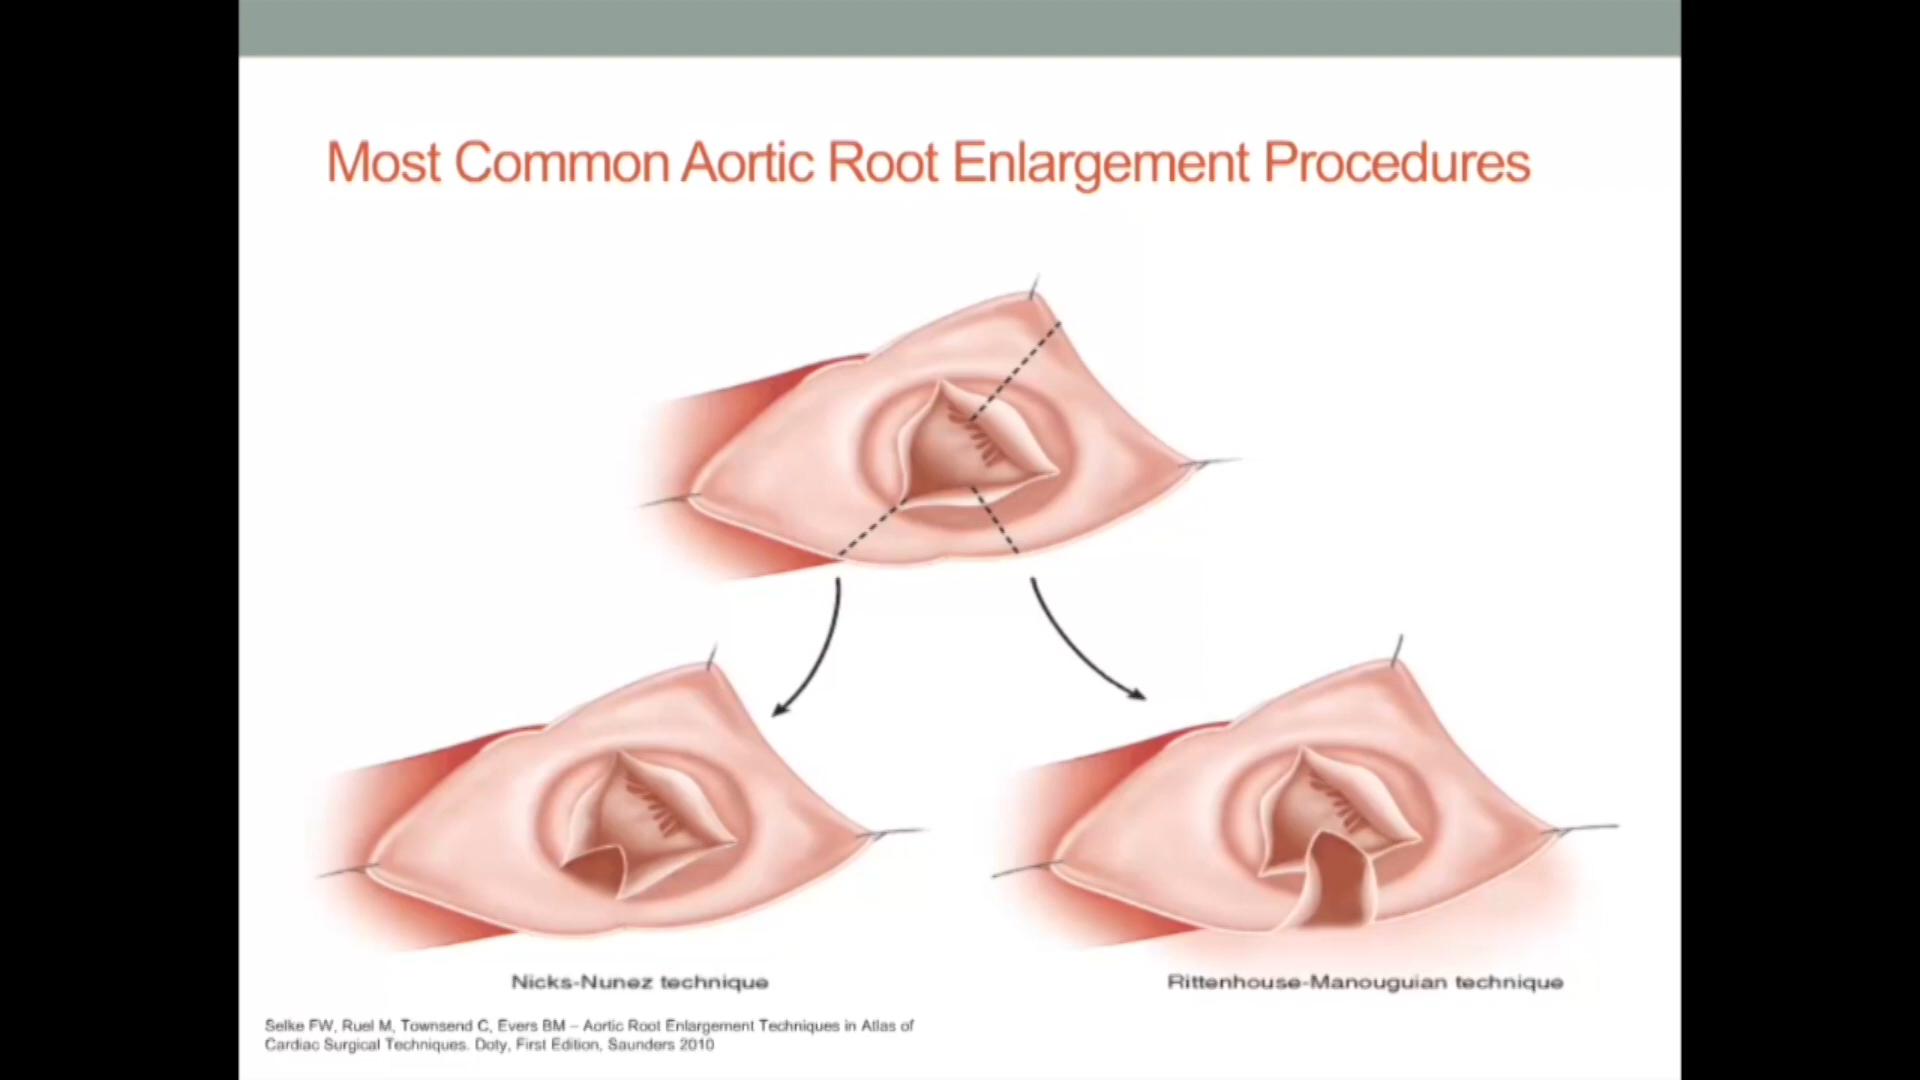 Most Common Aortic Root Enlargement Procedures
Nicks-Nunez technique
Rittenhouse-Manouguian technique
Selke FW, Ruel M, Townsend C, Evers BM – Aortic Root Enlargement Techniques in Atlas of
Cardiac Surgical Techniques. Doty, First Edition, Saunders 2010